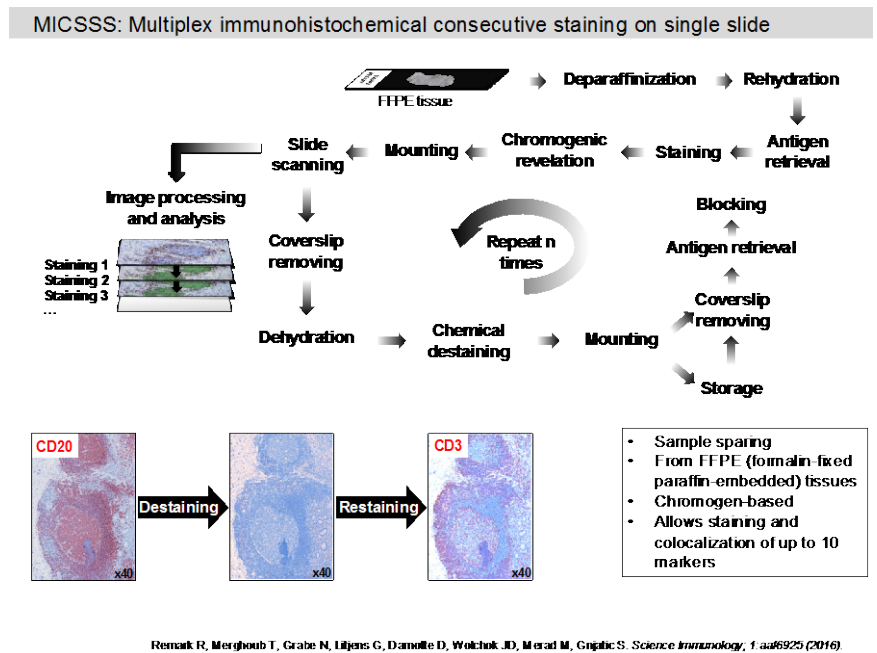 MICSSS: Multiplex immunohistochemical consecutive staining on single slide
FFPE tissue
Deparaffinization
Rehydration
Antigen
retrieval
Staining
Chromogenic
revelation
Mounting
Slide
scanning
Image processing
and analysis
Staining 1
Staining 2
Staining 3
...
Coverslip
removing
Dehydration
Chemical
destaining
Mounting
Repeat n
times
Blocking
Antigen retrieval
Coverslip
removing
Storage
CD20
x40
Destaining
x40
Restaining
CD3
x40
• Sample sparing
• From FFPE (formalin-fixed
paraffin-embedded) tissues
• Chromogen-based
• Allows staining and
colocalization of up to 10
markers
Remark R, Merghoub T, Grabe N, Litjens G, Damotte D, Wolchok JD, Merad M, Gnjatic S. Science Immunology; 1:aaf6925 (2016).